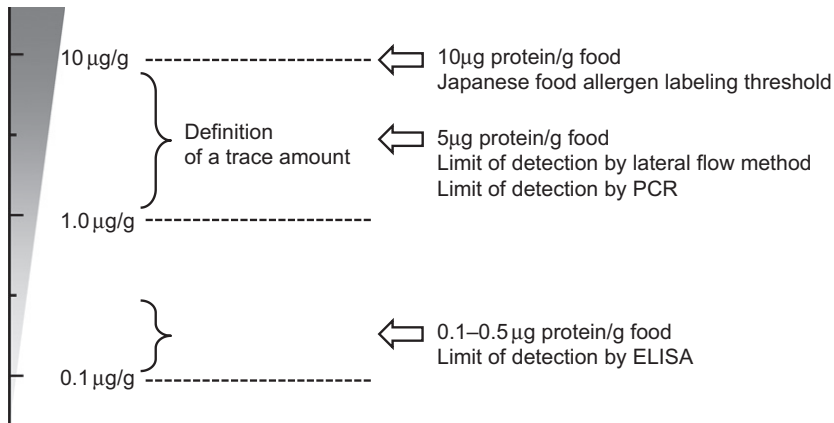 10 μg/g
10μg protein/g food
Japanese food allergen labeling threshold
Definition
of a trace amount
5μg protein/g food
Limit of detection by lateral flow method
Limit of detection by PCR
1.0 μg/g
0.1–0.5 μg protein/g food
Limit of detection by ELISA
0.1 μg/g